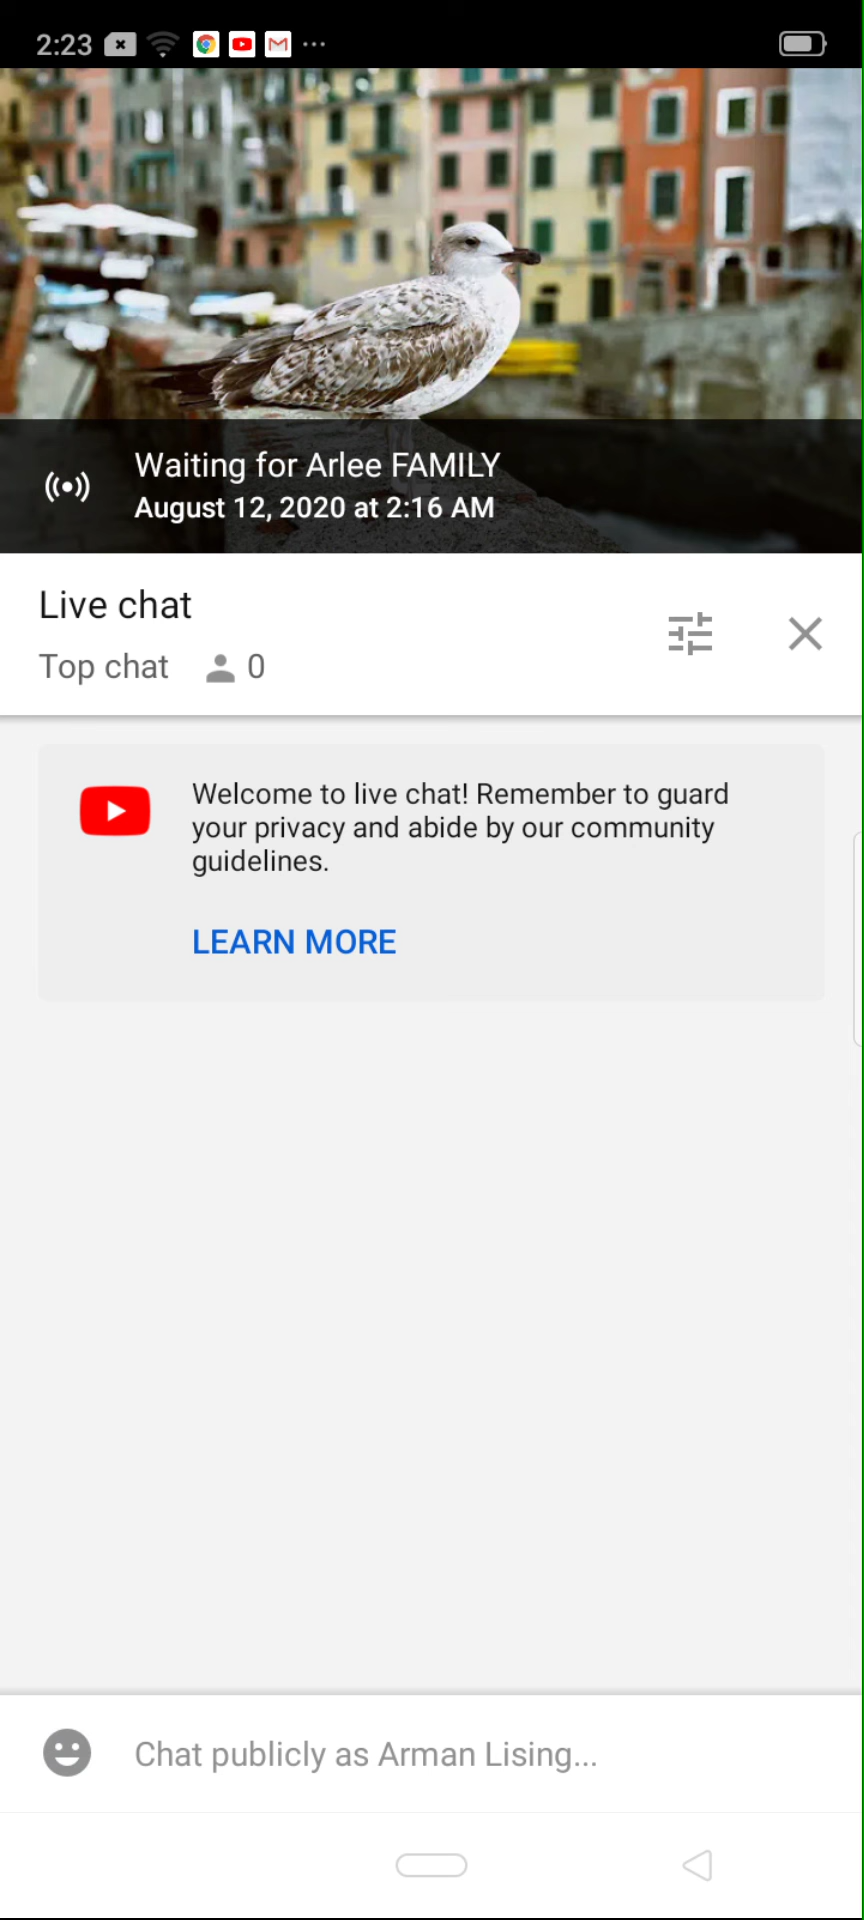 2:23
Waiting for Arlee FAMILY
August 12, 2020 at 2:16 AM
Live chat
Top chat 0
Welcome to live chat! Remember to guard
your privacy and abide by our community
guidelines.
LEARN MORE
Chat publicly as Arman Lising...